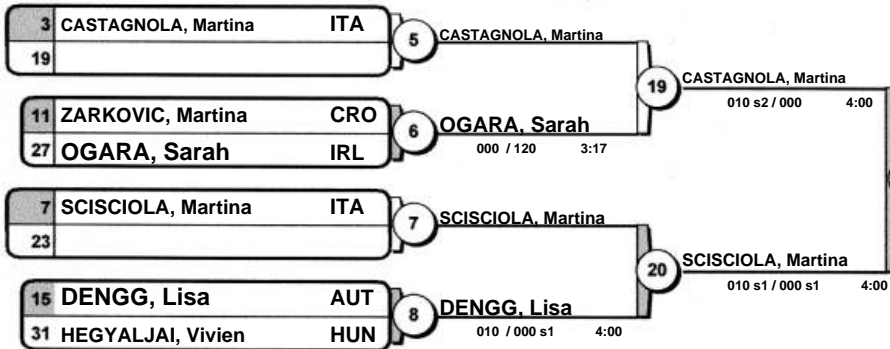 3 CASTAGNOLA, Martina ITA
19
5 CASTAGNOLA, Martina
11 ZARKOVIC, Martina CRO
27 OGARA, Sarah IRL
6 OGARA, Sarah
000 / 120 3:17
19 CASTAGNOLA, Martina
010 s2 / 000 4:00
7 SCISCIOLA, Martina ITA
23
7 SCISCIOLA, Martina
15 DENGG, Lisa AUT
31 HEGYALJAI, Vivien HUN
8 DENGG, Lisa
010 / 000 s1 4:00
20 SCISCIOLA, Martina
010 s1 / 000 s1 4:00